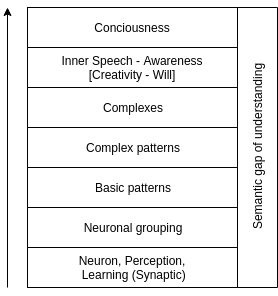 Conciousness
Inner Speech - Awareness
[Creativity - Will]
Complexes
Complex patterns
Basic patterns
Neuronal grouping
Neuron, Perception,
Learning (Synaptic)
Semantic gap of understanding